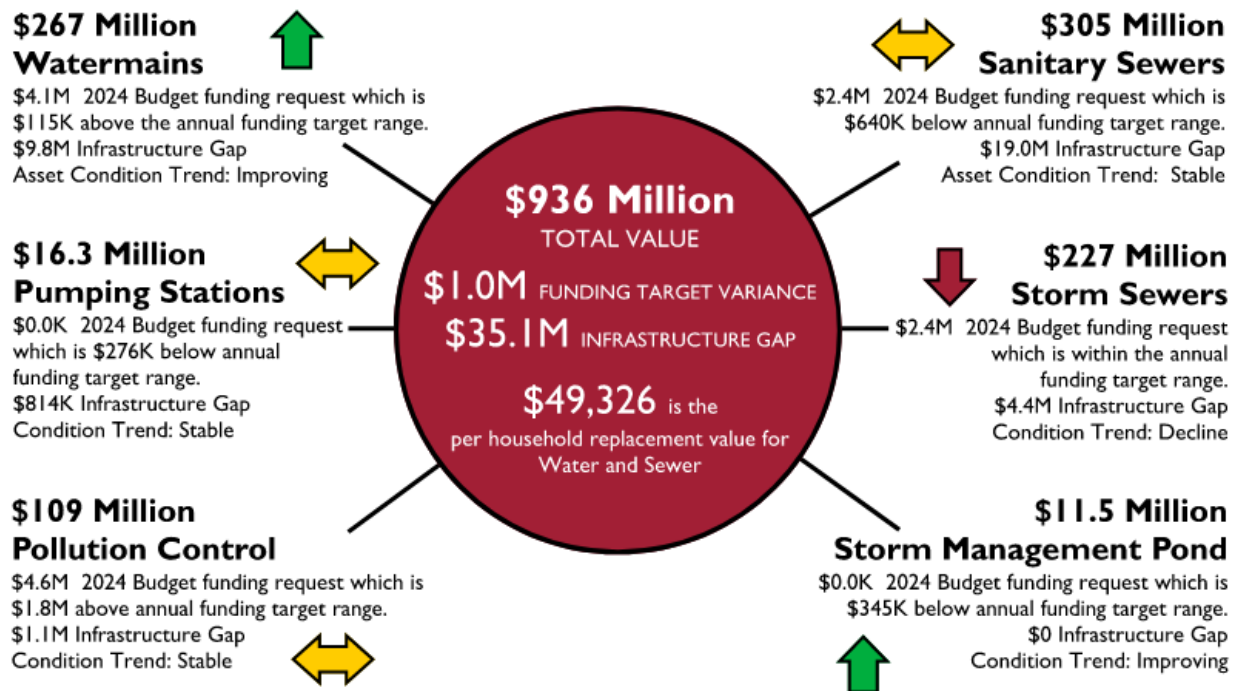 $267 Million
Watermains
$4.1M 2024 Budget funding request which is
$115K above the annual funding target range.
$9.8M Infrastructure Gap
Asset Condition Trend: Improving
$16.3 Million
Pumping Stations
$0.0K 2024 Budget funding request
which is $276K below annual
funding target range.
$814K Infrastructure Gap
Condition Trend: Stable
$109 Million
Pollution Control
$4.6M 2024 Budget funding request which is
$1.8M above annual funding target range.
$1.1M Infrastructure Gap
Condition Trend: Stable
$936 Million
TOTAL VALUE
$1.0M FUNDING TARGET VARIANCE
$35.1M INFRASTRUCTURE GAP
$49,326 is the
per household replacement value for
Water and Sewer
$305 Million
Sanitary Sewers
$2.4M 2024 Budget funding request which is
$640K below annual funding target range.
$19.0M Infrastructure Gap
Asset Condition Trend: Stable
$227 Million
Storm Sewers
$2.4M 2024 Budget funding request
which is within the annual
funding target range.
$4.4M Infrastructure Gap
Condition Trend: Decline
$11.5 Million
Storm Management Pond
$0.0K 2024 Budget funding request which is
$345K below annual funding target range.
$0 Infrastructure Gap
Condition Trend: Improving